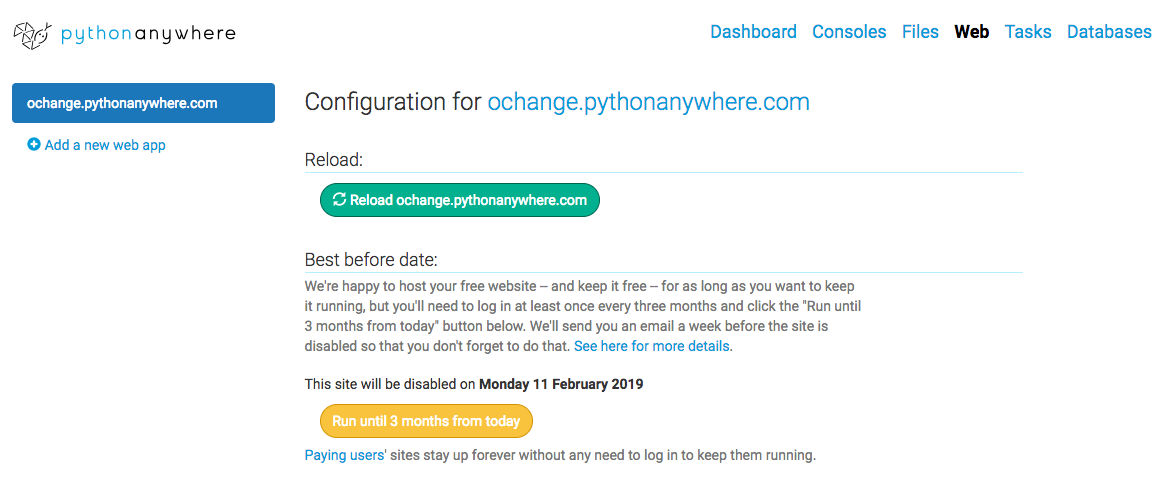 pythonanywhere
Dashboard Consoles Files Web Tasks Databases
ochange.pythonanywhere.com
Add a new web app
Configuration for ochange.pythonanywhere.com
Reload:
Reload ochange.pythonanywhere.com
Best before date:
We're happy to host your free website – and keep it free – for as long as you want to keep
it running, but you'll need to log in at least once every three months and click the "Run until
3 months from today" button below. We'll send you an email a week before the site is
disabled so that you don't forget to do that. See here for more details.
This site will be disabled on Monday 11 February 2019
Run until 3 months from today
Paying users' sites stay up forever without any need to log in to keep them running.